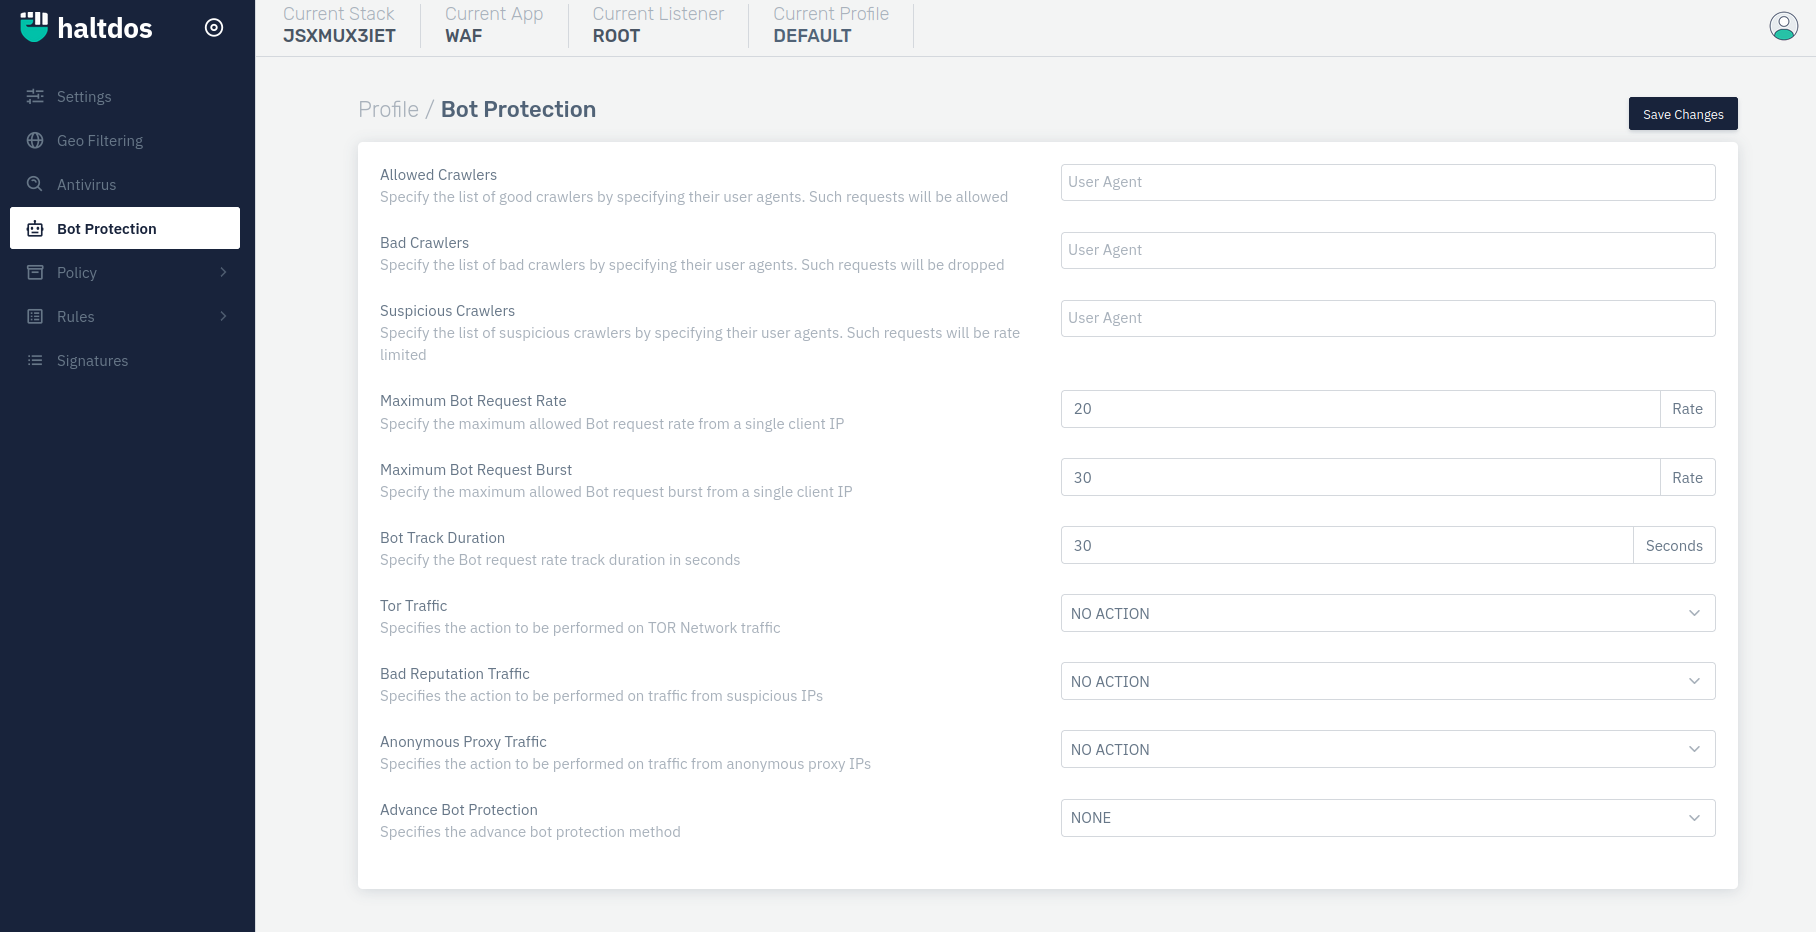 haltdos
Settings
Geo Filtering
Antivirus
Bot Protection
Policy
Rules
Signatures
Current Stack
JSXMUX3IET
Current App
WAF
Current Listener
ROOT
Current Profile
DEFAULT
Profile / Bot Protection
Save Changes
Allowed Crawlers
Specify the list of good crawlers by specifying their user agents. Such requests will be allowed
User Agent
Bad Crawlers
Specify the list of bad crawlers by specifying their user agents. Such requests will be dropped
User Agent
Suspicious Crawlers
Specify the list of suspicious crawlers by specifying their user agents. Such requests will be rate
limited
User Agent
Maximum Bot Request Rate
Specify the maximum allowed Bot request rate from a single client IP
20 Rate
Maximum Bot Request Burst
Specify the maximum allowed Bot request burst from a single client IP
30 Rate
Bot Track Duration
Specify the Bot request rate track duration in seconds
30 Seconds
Tor Traffic
Specifies the action to be performed on TOR Network traffic
NO ACTION
Bad Reputation Traffic
Specifies the action to be performed on traffic from suspicious IPs
NO ACTION
Anonymous Proxy Traffic
Specifies the action to be performed on traffic from anonymous proxy IPs
NO ACTION
Advance Bot Protection
Specifies the advance bot protection method
NONE